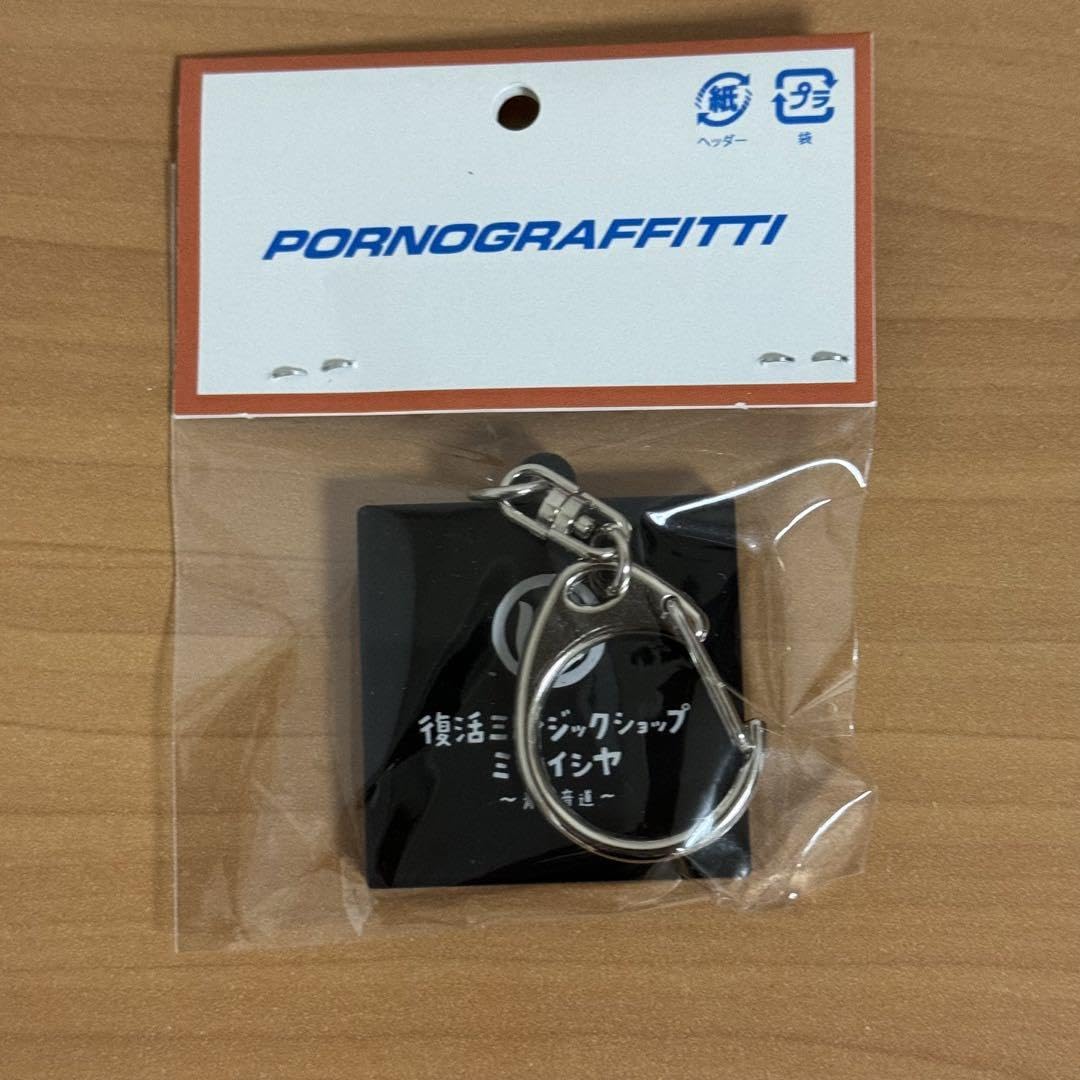 紙
プラ
ヘッダー
袋
PORNOGRAFFITTI
復活ミ ジックショップ
ミ イシヤ